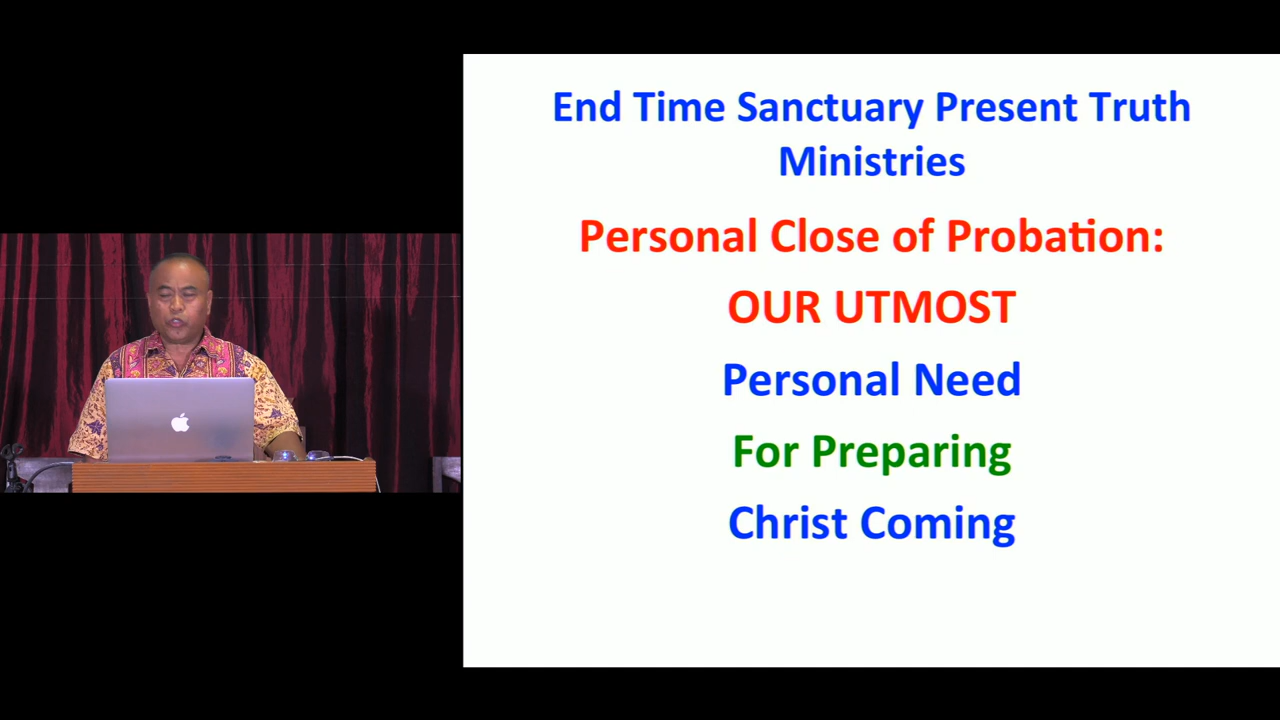 End Time Sanctuary Present Truth
Ministries
Personal Close of Probation:
OUR UTMOST
Personal Need
For Preparing
Christ Coming